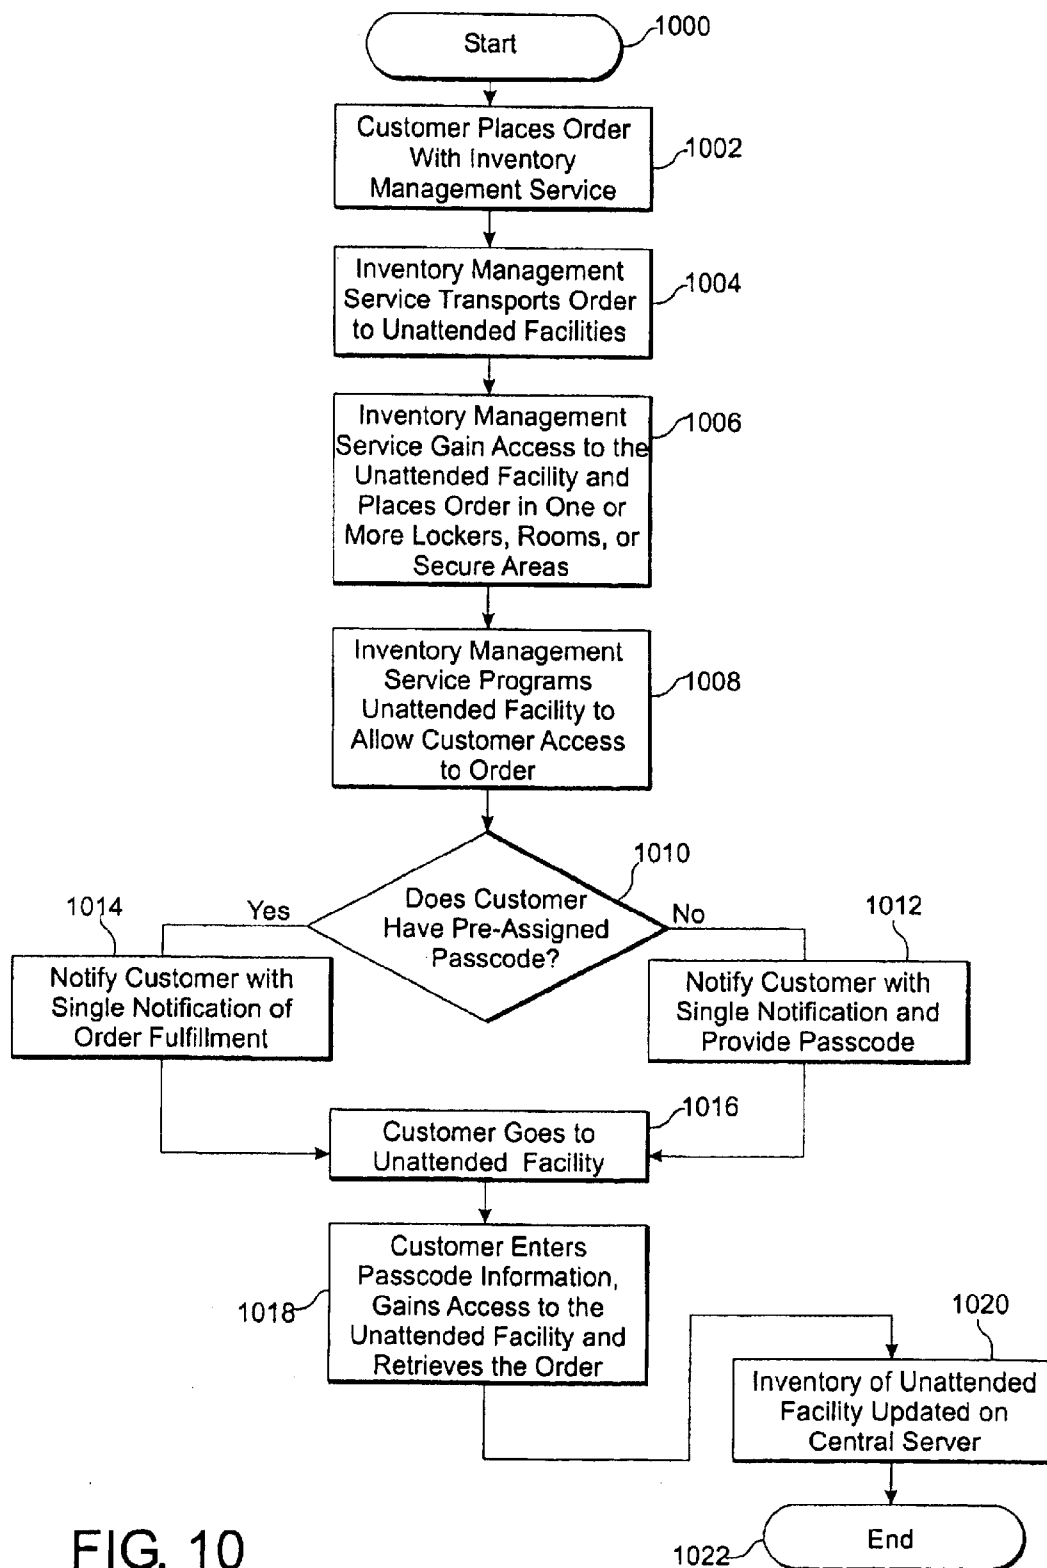 Start
1000
Customer Places Order
With Inventory
Management Service
1002
Inventory Management
Service Transports Order
to Unattended Facilities
1004
Inventory Management
Service Gain Access to the
Unattended Facility and
Places Order in One or
More Lockers, Rooms, or
Secure Areas
1006
Inventory Management
Service Programs
Unattended Facility to
Allow Customer Access
to Order
1008
Does Customer
Have Pre-Assigned
Passcode?
1010
Yes
No
1014
Notify Customer with
Single Notification of
Order Fulfillment
1012
Notify Customer with
Single Notification and
Provide Passcode
Customer Goes to
Unattended Facility
1016
1018
Customer Enters
Passcode Information,
Gains Access to the
Unattended Facility and
Retrieves the Order
1020
Inventory of Unattended
Facility Updated on
Central Server
End
1022
FIG. 10